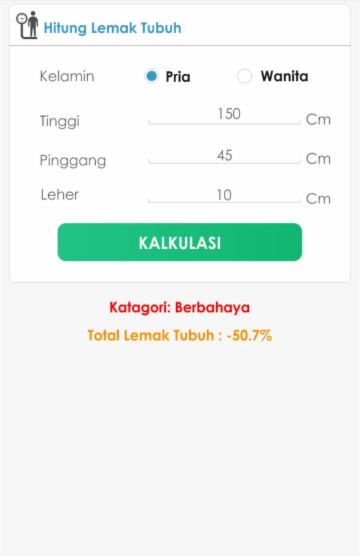 Hitung Lemak Tubuh
Kelamin Pria Wanita
Tinggi 150 Cm
Pinggang 45 Cm
Leher 10 Cm
KALKULASI
Katagori: Berbahaya
Total Lemak Tubuh : -50.7%